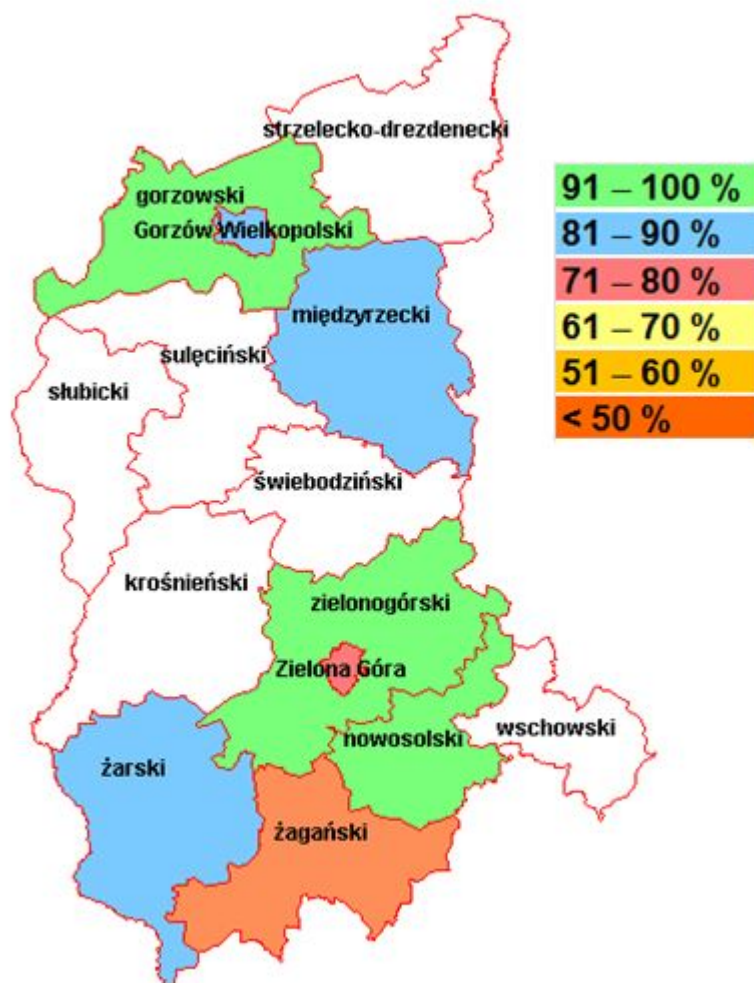 strzelecko-drezdenecki
gorzowski
Gorzów Wielkopolski
międzyrzecki
sulęciński
słubicki
świebodziński
krośnieński
zielonogórski
Zielona Góra
nowosolski
wschowski
żarski
żagański
91 – 100 %
81 – 90 %
71 – 80 %
61 – 70 %
51 – 60 %
< 50 %